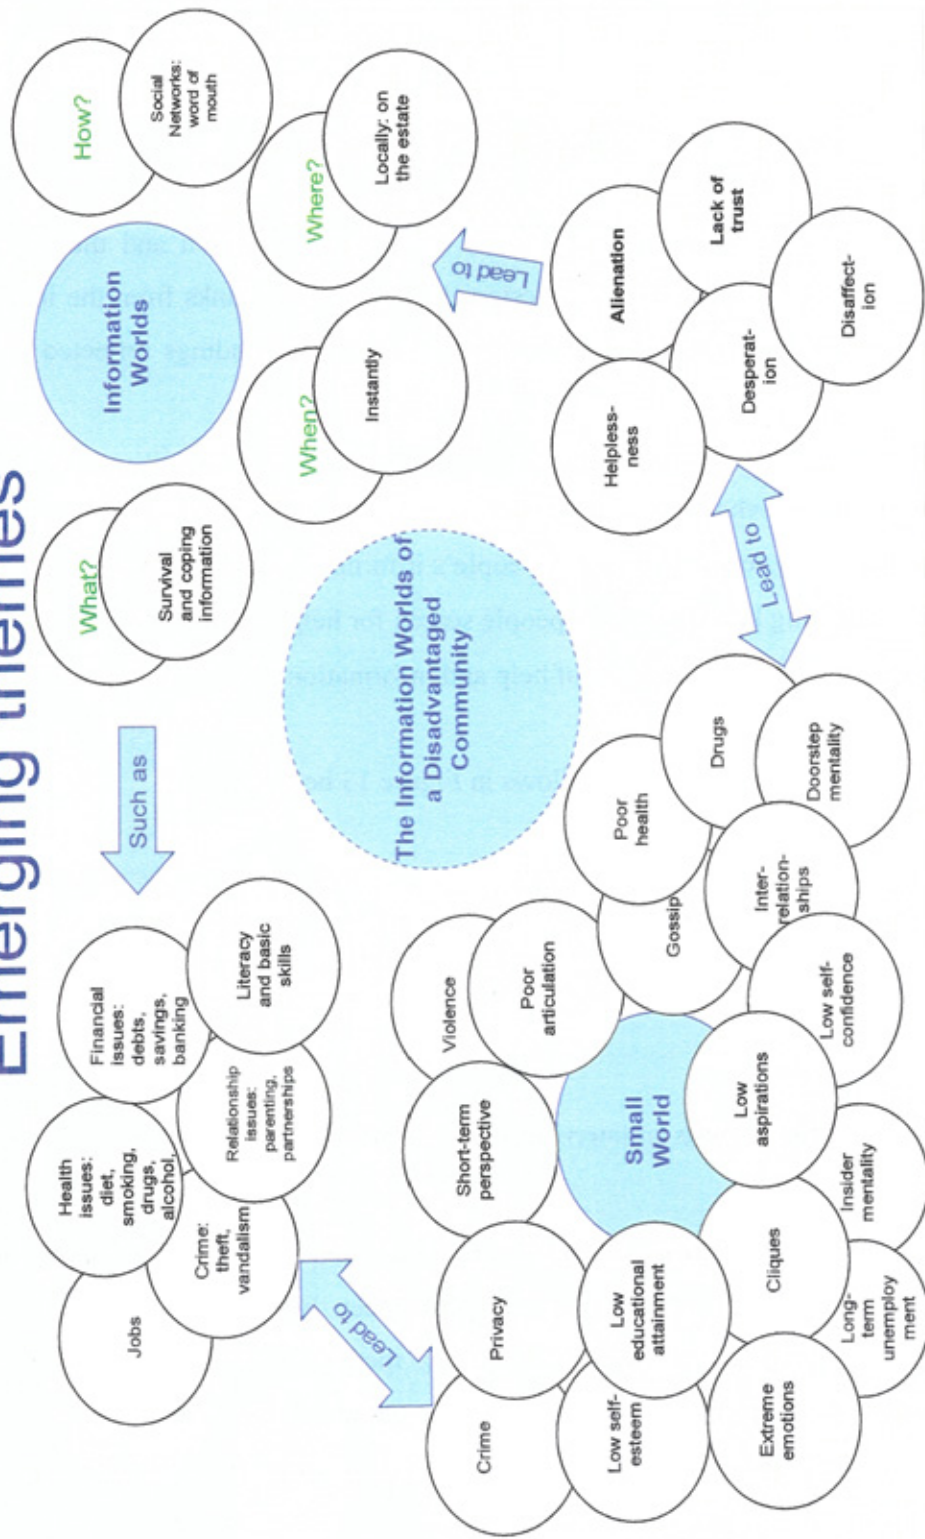 Emerging themes
Jobs
Health
issues:
diet,
smoking,
drugs,
alcohol,
Financial
issues:
debts,
savings,
banking
Crime:
theft,
vandalism
Relationship
issues:
parenting,
partnerships
Literacy
and basic
skills
Such as
What?
Survival
and coping
information
Information
Worlds
How?
Social
Networks:
word of
mouth
When?
Instantly
Where?
Locally: on
the estate
Lead to
The Information Worlds of
a Disadvantaged
Community
Lead to
Crime
Privacy
Short-term
perspective
Violence
Poor
articulation
Low self-
esteem
Low
educational
attainment
Small
World
Gossip
Poor
health
Drugs
Extreme
emotions
Cliques
Low
aspirations
Inter-
relation-
ships
Doorstep
mentality
Long-
term
unemploy
ment
Insider
mentality
Low self-
confidence
Lead to
Helpless-
ness
Alienation
Desperat-
ion
Lack of
trust
Disaffect-
ion